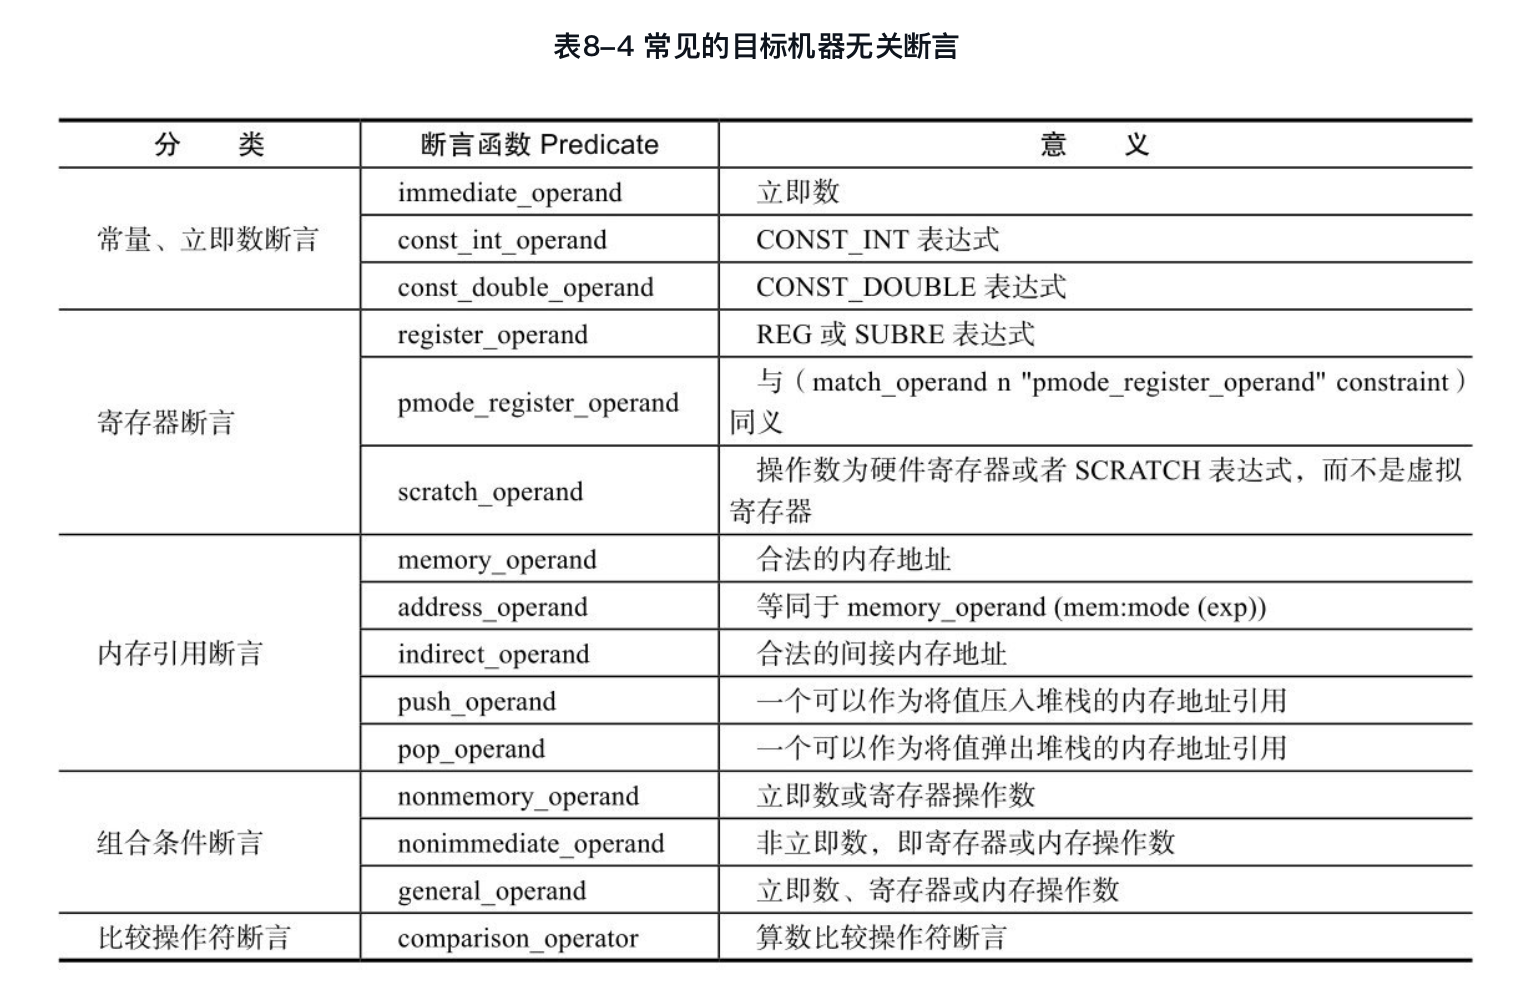 表8–4 常见的目标机器无关断言
分 类 断言函数 Predicate 意 义
常量、立即数断言
immediate_operand 立即数
const_int_operand CONST_INT 表达式
const_double_operand CONST_DOUBLE 表达式
寄存器断言
register_operand REG 或 SUBRE 表达式
pmode_register_operand
与（match_operand n "pmode_register_operand" constraint）
同义
scratch_operand
操作数为硬件寄存器或者 SCRATCH 表达式，而不是虚拟
寄存器
内存引用断言
memory_operand 合法的内存地址
address_operand 等同于 memory_operand (mem:mode (exp))
indirect_operand 合法的间接内存地址
push_operand 一个可以作为将值压入堆栈的内存地址引用
pop_operand 一个可以作为将值弹出堆栈的内存地址引用
组合条件断言
nonmemory_operand 立即数或寄存器操作数
nonimmediate_operand 非立即数，即寄存器或内存操作数
general_operand 立即数、寄存器或内存操作数
比较操作符断言 comparison_operator 算数比较操作符断言